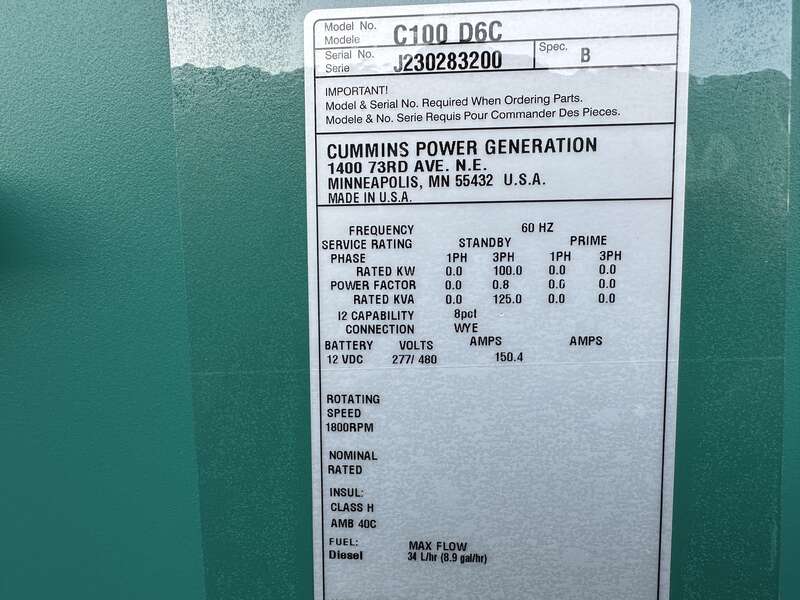 Model No.
Modele C100 D6C
Serial No.
Serie J230283200 Spec. B
IMPORTANT!
Model & Serial No. Required When Ordering Parts.
Modele & No. Serie Requis Pour Commander Des Pieces.
CUMMINS POWER GENERATION
1400 73RD AVE. N.E.
MINNEAPOLIS, MN 55432 U.S.A.
MADE IN U.S.A.
FREQUENCY 60 HZ
SERVICE RATING STANDBY PRIME
PHASE 1PH 3PH 1PH 3PH
RATED KW 0.0 100.0 0.0 0.0
POWER FACTOR 0.0 0.8 0.0 0.0
RATED KVA 0.0 125.0 0.0 0.0
I2 CAPABILITY 8pct
CONNECTION WYE
BATTERY VOLTS AMPS AMPS
12 VDC 277/ 480 150.4
ROTATING
SPEED
1800RPM
NOMINAL
RATED
INSUL:
CLASS H
AMB 40C
FUEL: MAX FLOW
Diesel 34 L/hr (8.9 gal/hr)